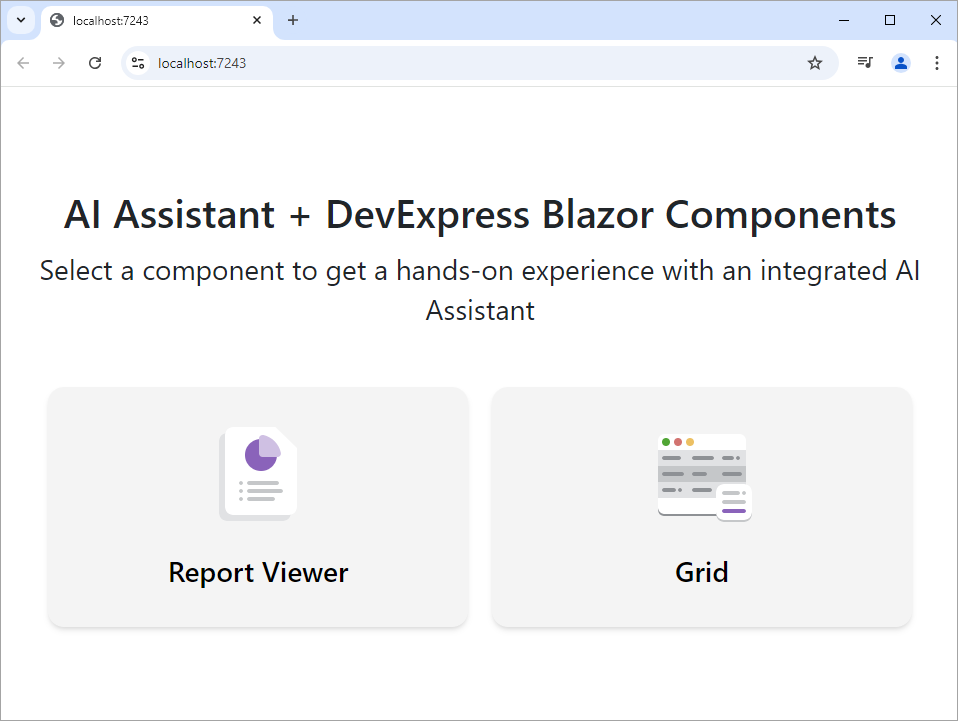 localhost:7243
localhost:7243
AI Assistant + DevExpress Blazor Components
Select a component to get a hands-on experience with an integrated AI
Assistant
Report Viewer
Grid